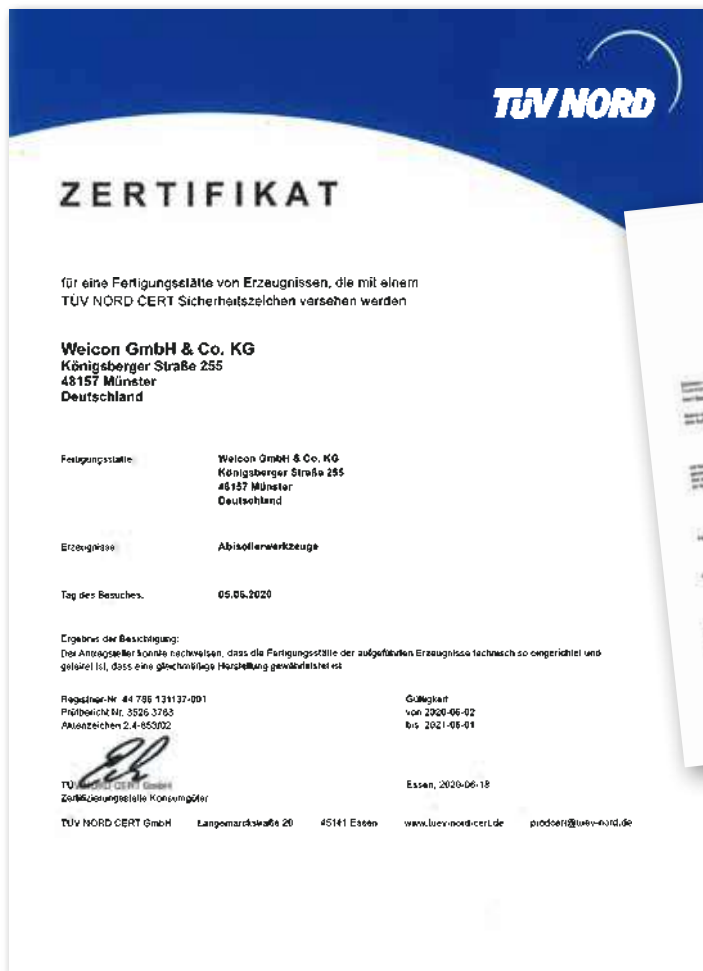 TÜV NORD
ZERTIFIKAT
für eine Fertigungsstätte von Erzeugnissen, die mit einem
TÜV NORD CERT Sicherheitszeichen versehen werden
Weicon GmbH & Co. KG
Königsberger Straße 255
48157 Münster
Deutschland
Fertigungsstätte
Weicon GmbH & Co. KG
Königsberger Straße 255
48157 Münster
Deutschland
Erzeugnisse
Abisolierwerkzeuge
Tag des Besuches.
05.06.2020
Ergebnis der Besichtigung:
Der Antragsteller konnte nachweisen, dass die Fertigungsstätte der aufgeführten Erzeugnisse technisch so eingerichtet und
geleitet ist, dass eine gleichmäßige Herstellung gewährleistet ist
Registrier-Nr. 44 786 131137-001
Prüfbericht Nr. 3526 3763
Aktenzeichen 2.4-853/02
Gültigkeit
von 2020-06-02
bis 2021-06-01
TÜV NORD CERT GmbH
Zertifizierungsstelle Konsumgüter
Essen, 2020-06-18
TÜV NORD CERT GmbH Langemarckstraße 20 45141 Essen www.tuev-nord-cert.de prodcert@tuev-nord.de